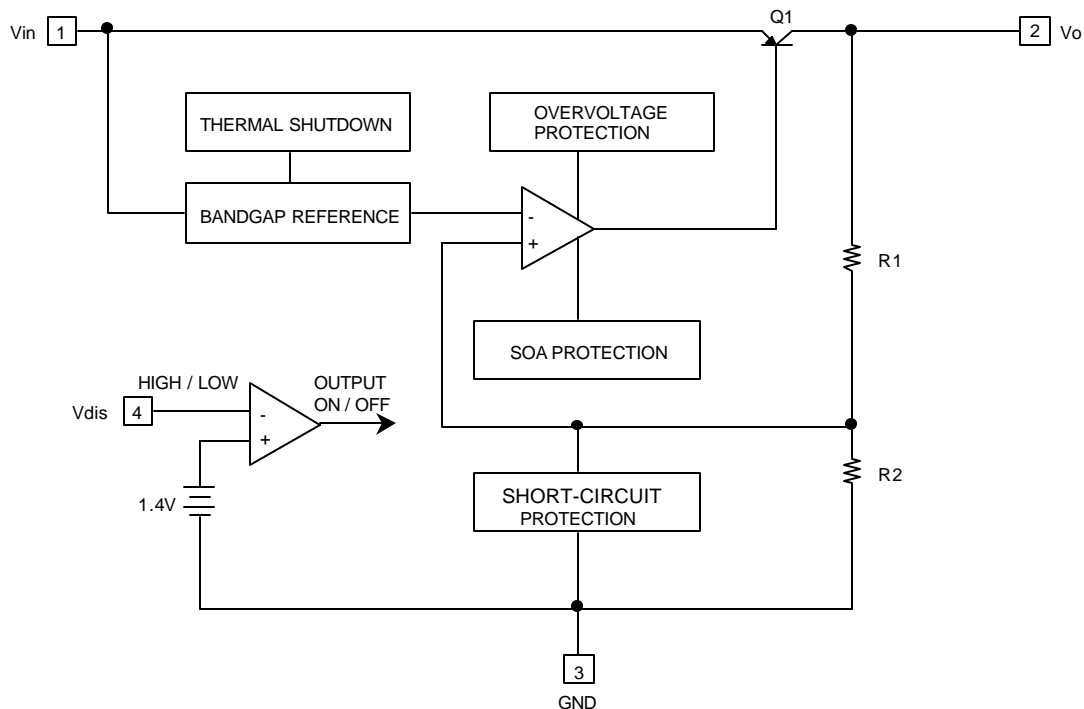 Q1
Vin
1
2
Vo
THERMAL SHUTDOWN
OVERVOLTAGE
PROTECTION
BANDGAP REFERENCE
-
+
R1
SOA PROTECTION
HIGH / LOW
OUTPUT
ON / OFF
Vdis
4
-
+
R2
1.4V
SHORT-CIRCUIT
PROTECTION
3
GND